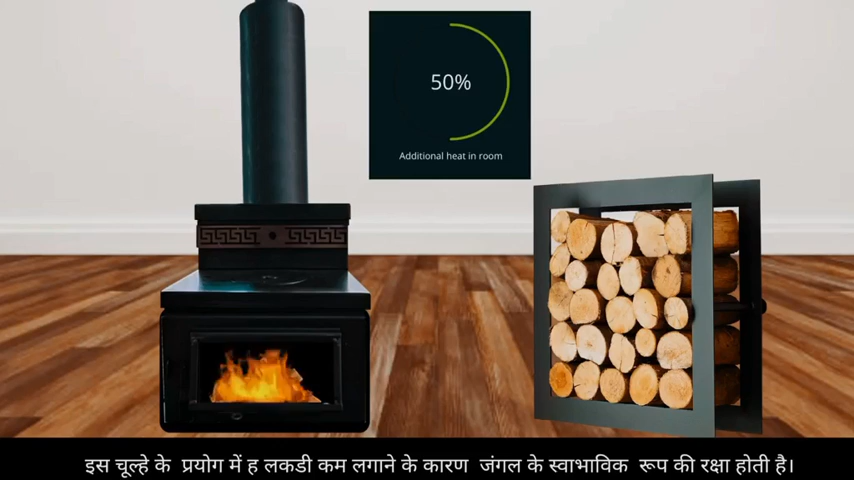 50%
Additional heat in room
इस चूल्हे के प्रयोग में ह लकडी कम लगाने के कारण जंगल के स्वाभाविक रूप की रक्षा होती है।